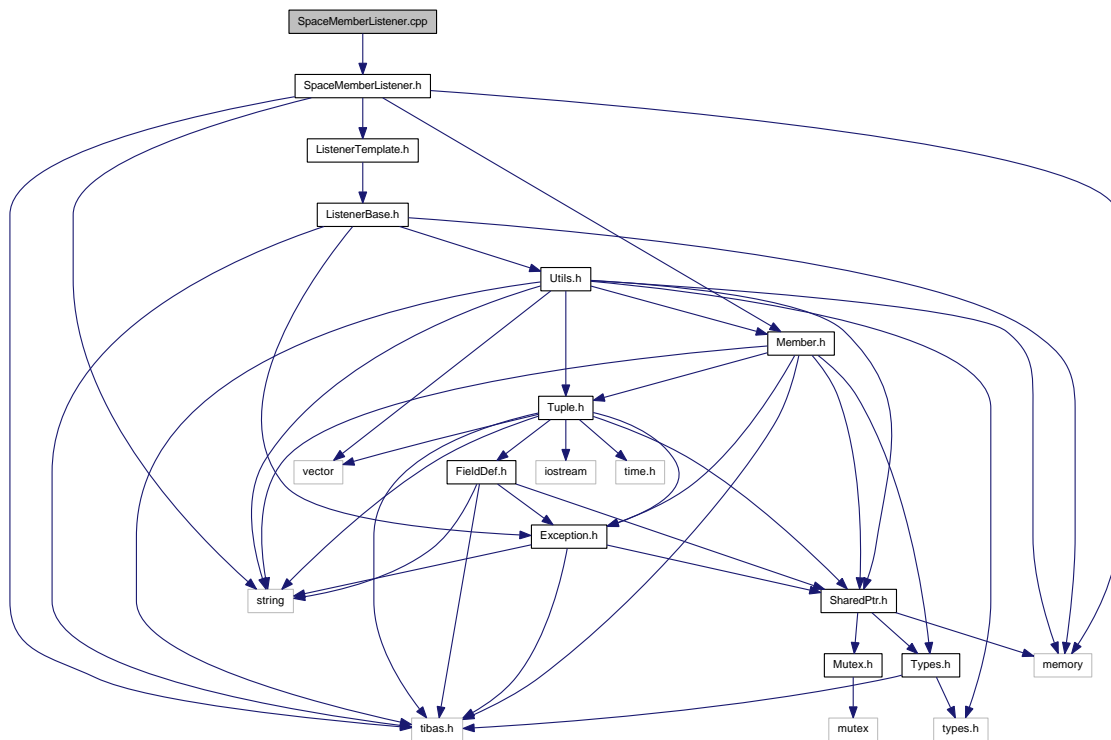 SpaceMemberListener.cpp
SpaceMemberListener.h
ListenerTemplate.h
ListenerBase.h
Utils.h
Member.h
Tuple.h
vector
FieldDef.h
iostream
time.h
Exception.h
string
SharedPtr.h
Mutex.h
Types.h
memory
tibas.h
mutex
types.h